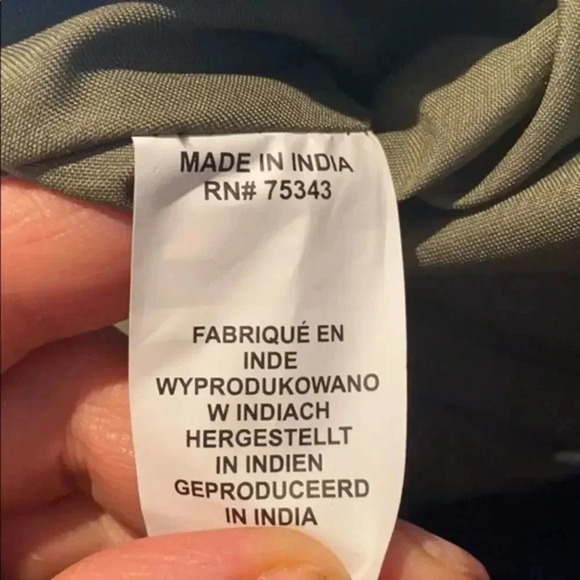 MADE IN INDIA
RN# 75343
FABRIQUÉ EN
INDE
WYPRODUKOWANO
W INDIACH
HERGESTELLT
IN INDIEN
GEPRODUCEERD
IN INDIA